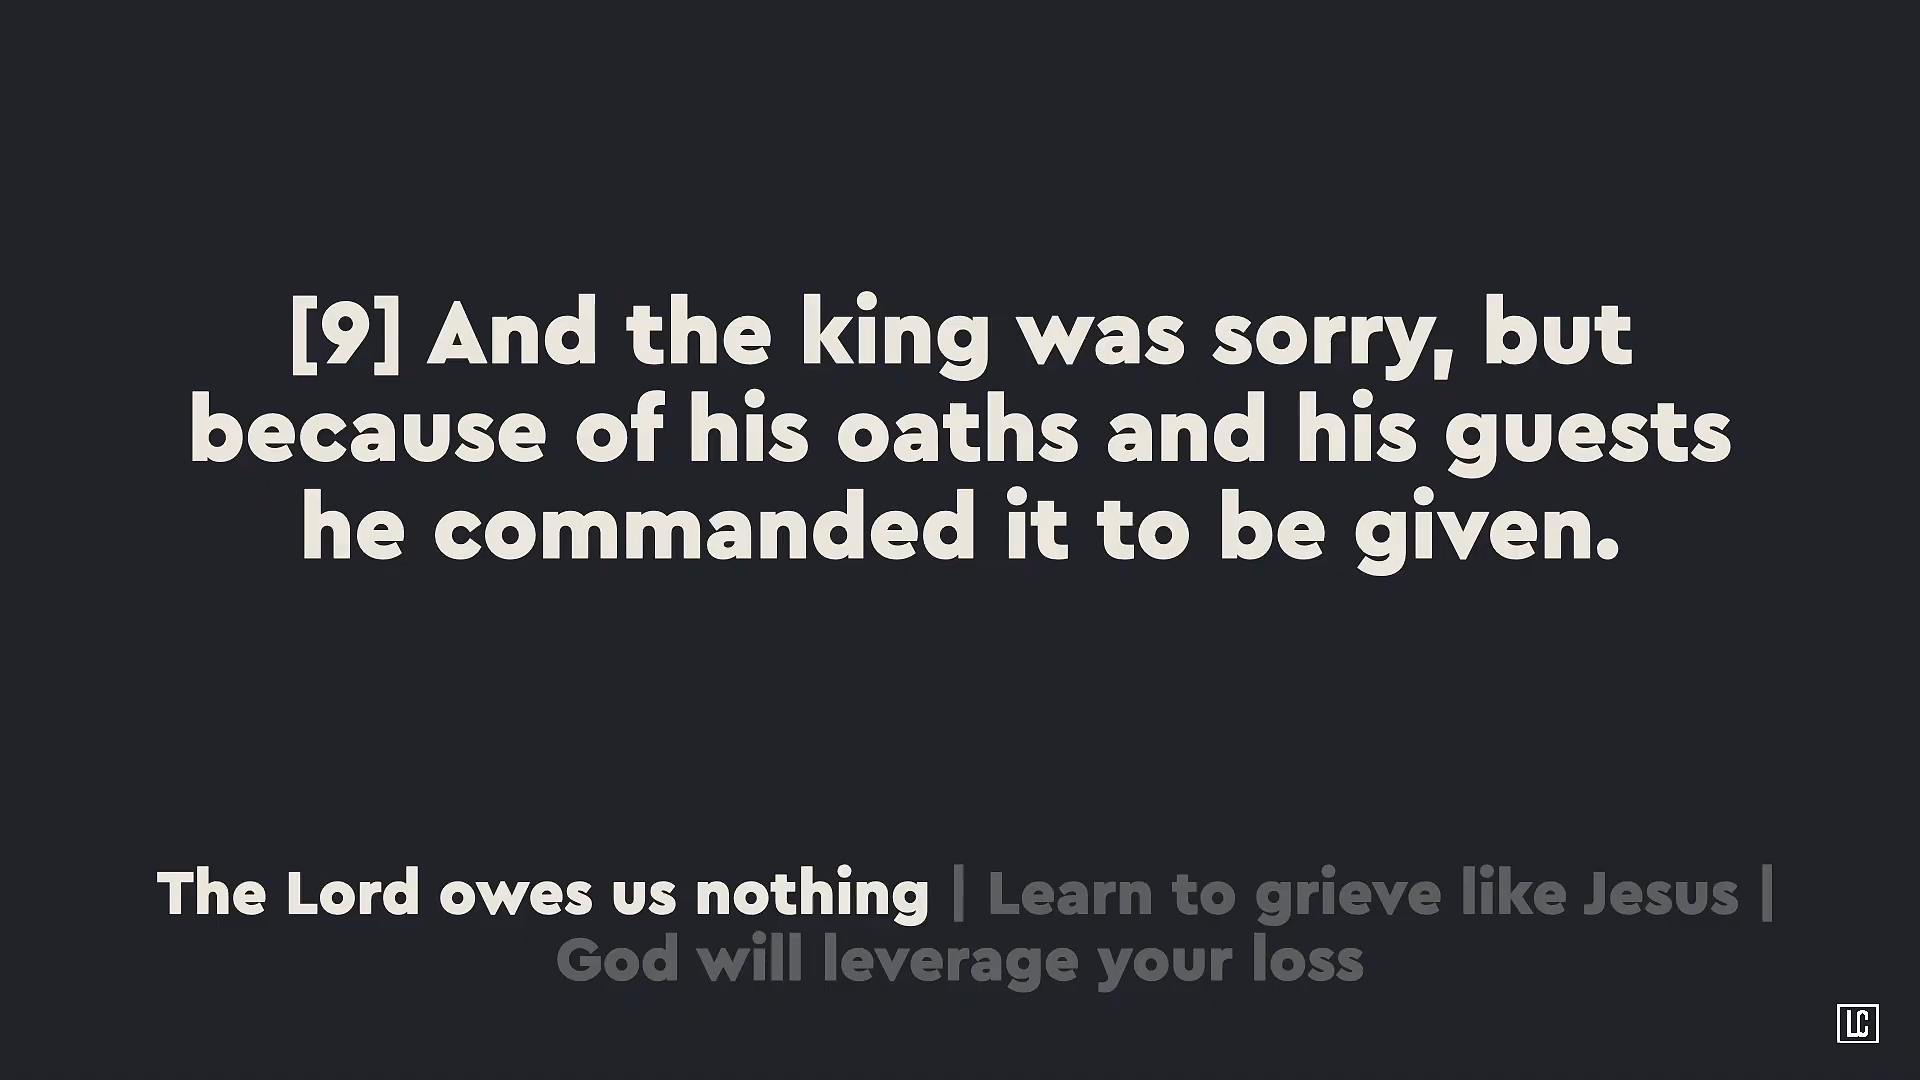 [9] And the king was sorry, but
because of his oaths and his guests
he commanded it to be given.
The Lord owes us nothing | Learn to grieve like Jesus |
God will leverage your loss
LC